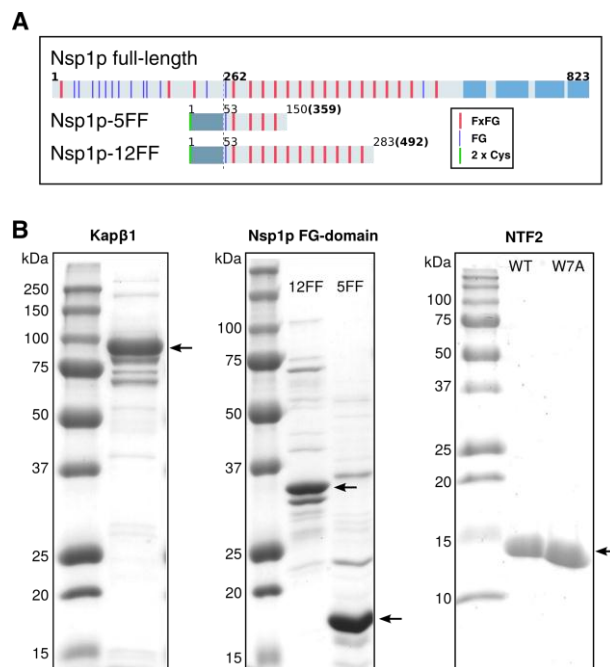 A
Nsp1p full-length
1 262 823
Nsp1p-5FF
1 53 150(359)
Nsp1p-12FF
1 53 283(492)
FxFG
FG
2 x Cys
B
Kapβ1
kDa
250
150
100
75
50
37
25
20
15
Nsp1p FG-domain
kDa
12FF 5FF
100
75
50
37
25
20
15
NTF2
kDa
WT W7A
100
75
50
37
25
20
15
10